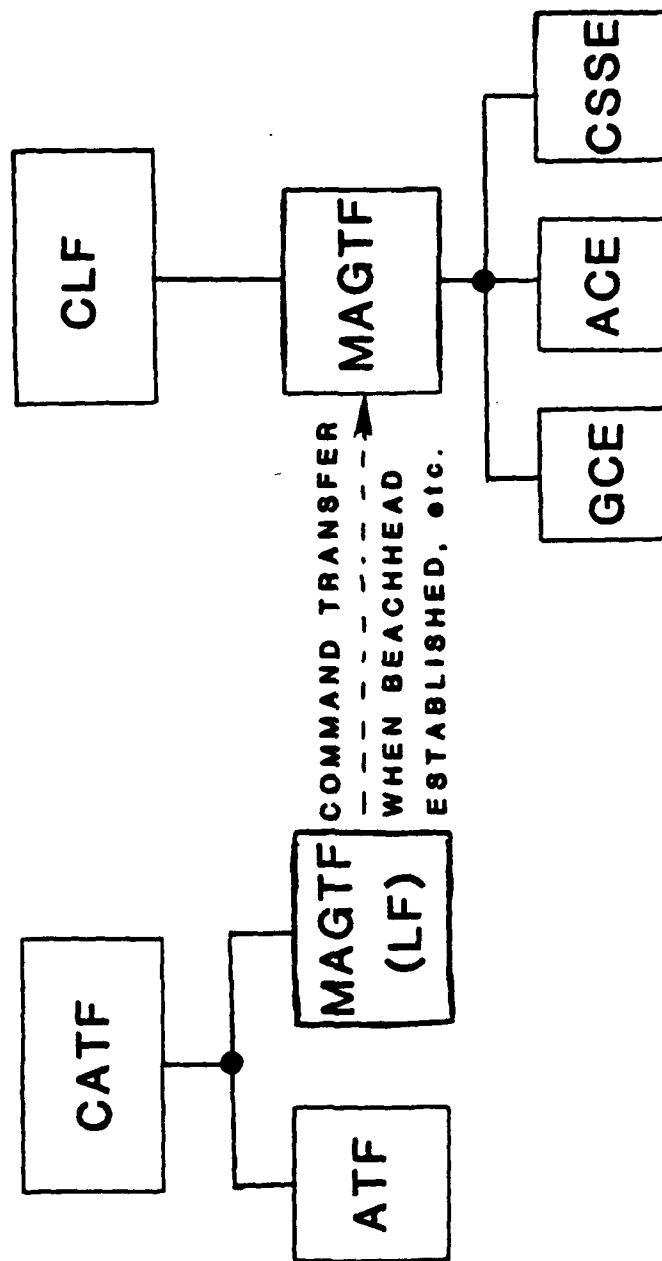 CATF
ATF
MAGTF
(LF)
COMMAND TRANSFER
WHEN BEACHHEAD
ESTABLISHED, etc.
CLF
MAGTF
GCE
ACE
CSSE